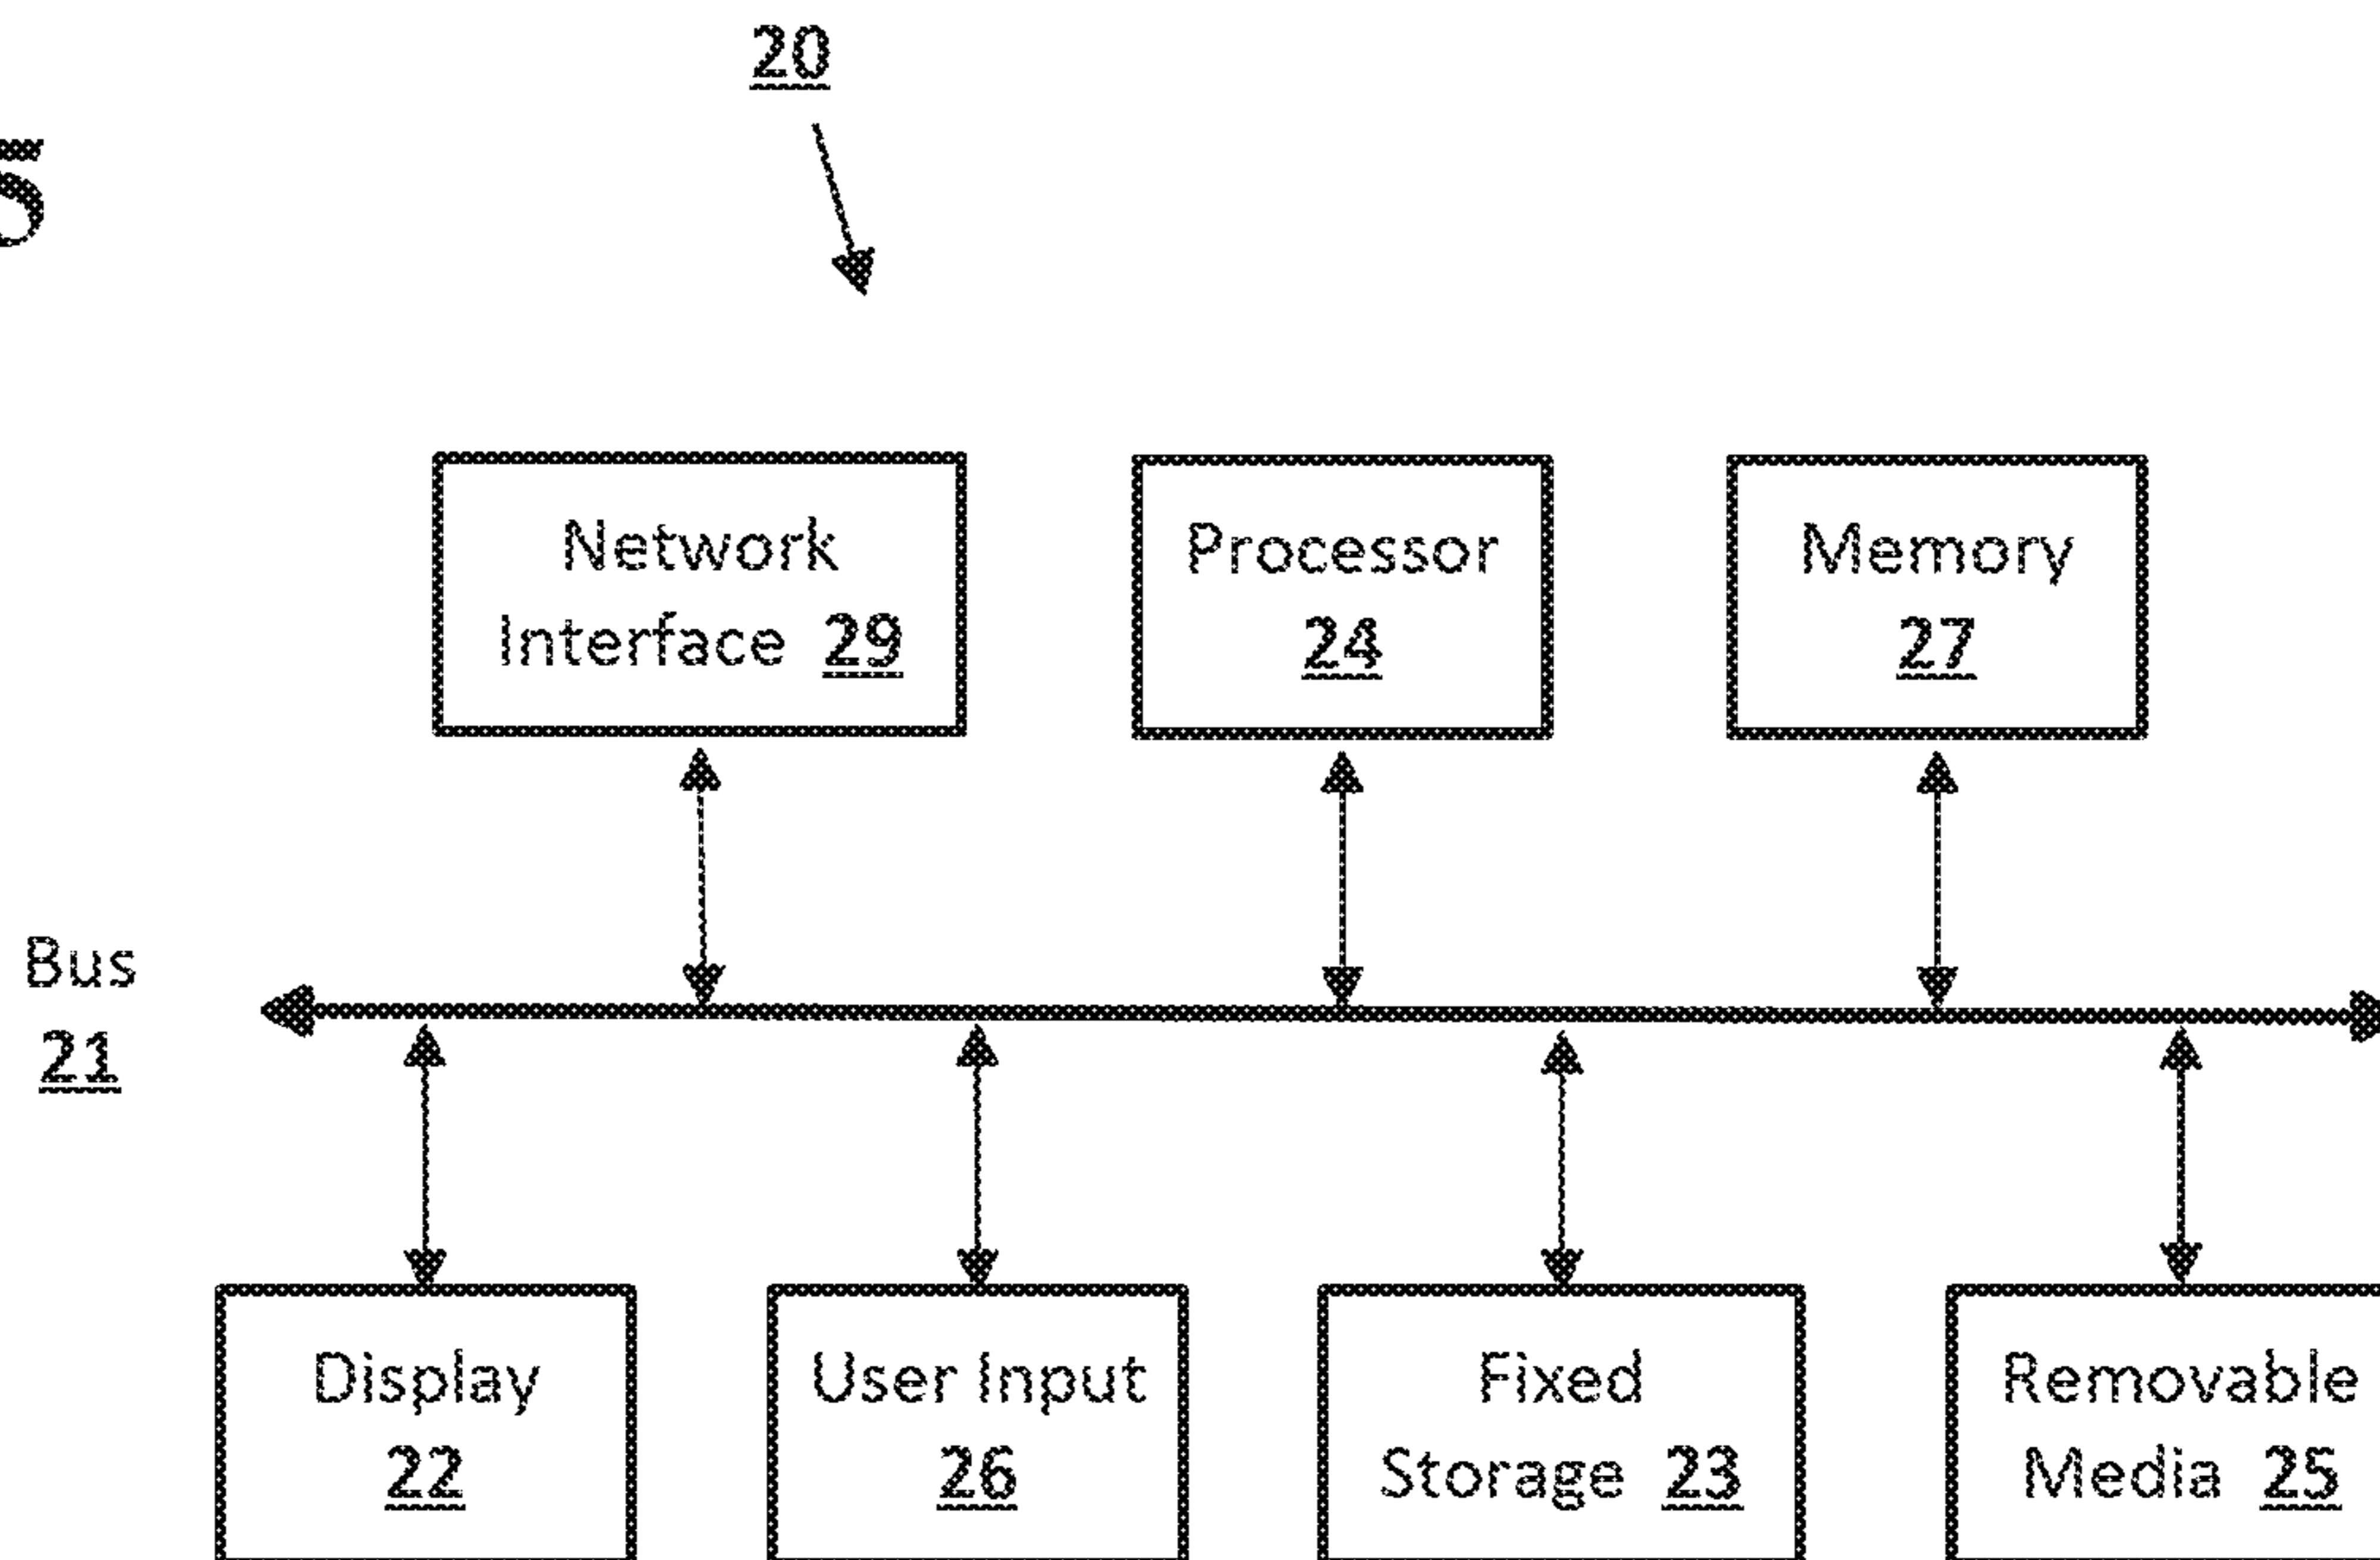 20
5
Network
Interface 29
Processor
24
Memory
27
Bus
21
Display
22
User Input
26
Fixed
Storage 23
Removable
Media 25